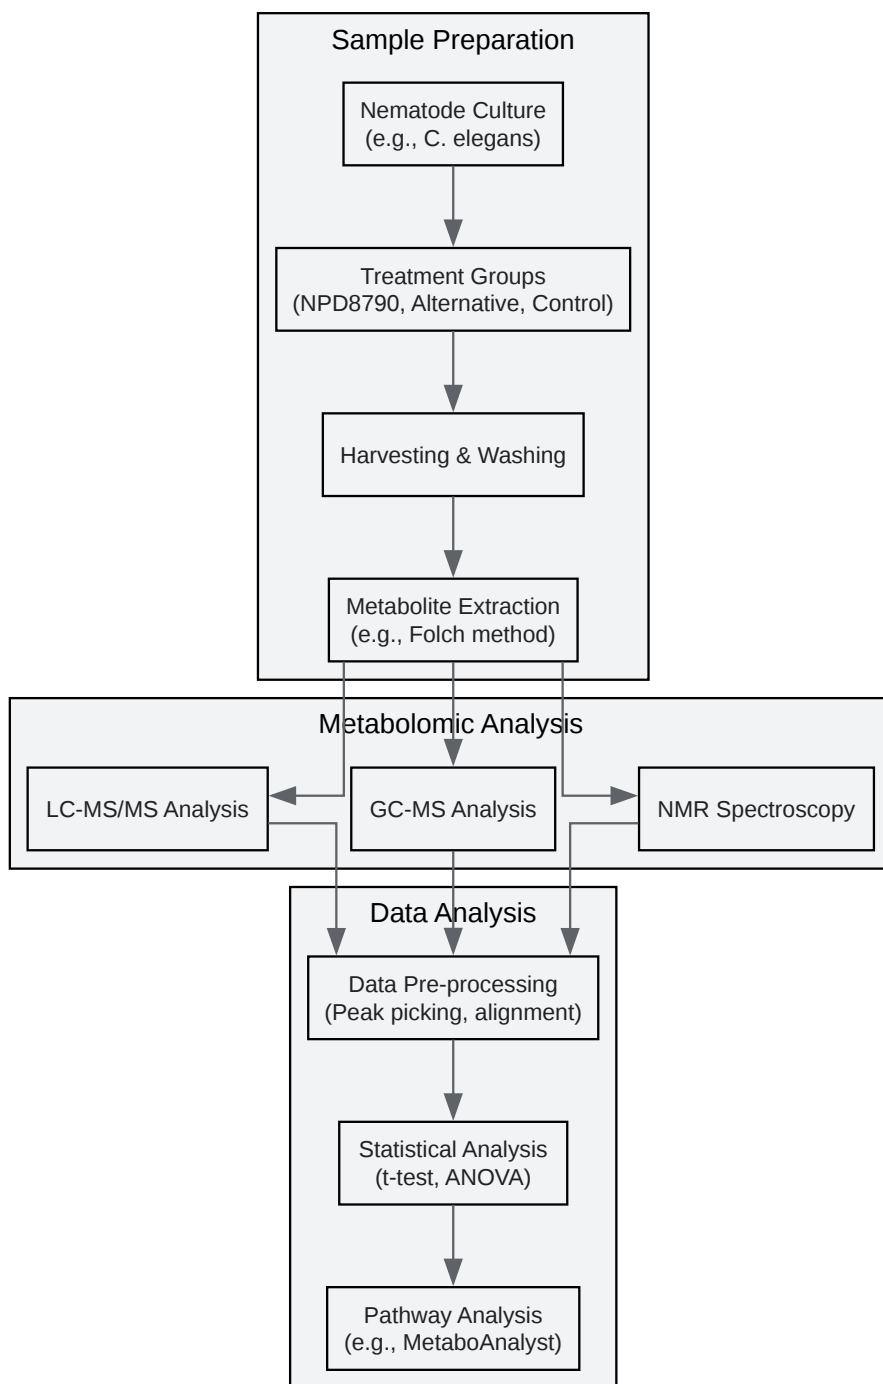 Sample Preparation
Nematode Culture
(e.g., C. elegans)
Treatment Groups
(NPD8790, Alternative, Control)
Harvesting & Washing
Metabolite Extraction
(e.g., Folch method)
Metabolomic Analysis
LC-MS/MS Analysis
GC-MS Analysis
NMR Spectroscopy
Data Analysis
Data Pre-processing
(Peak picking, alignment)
Statistical Analysis
(t-test, ANOVA)
Pathway Analysis
(e.g., MetaboAnalyst)